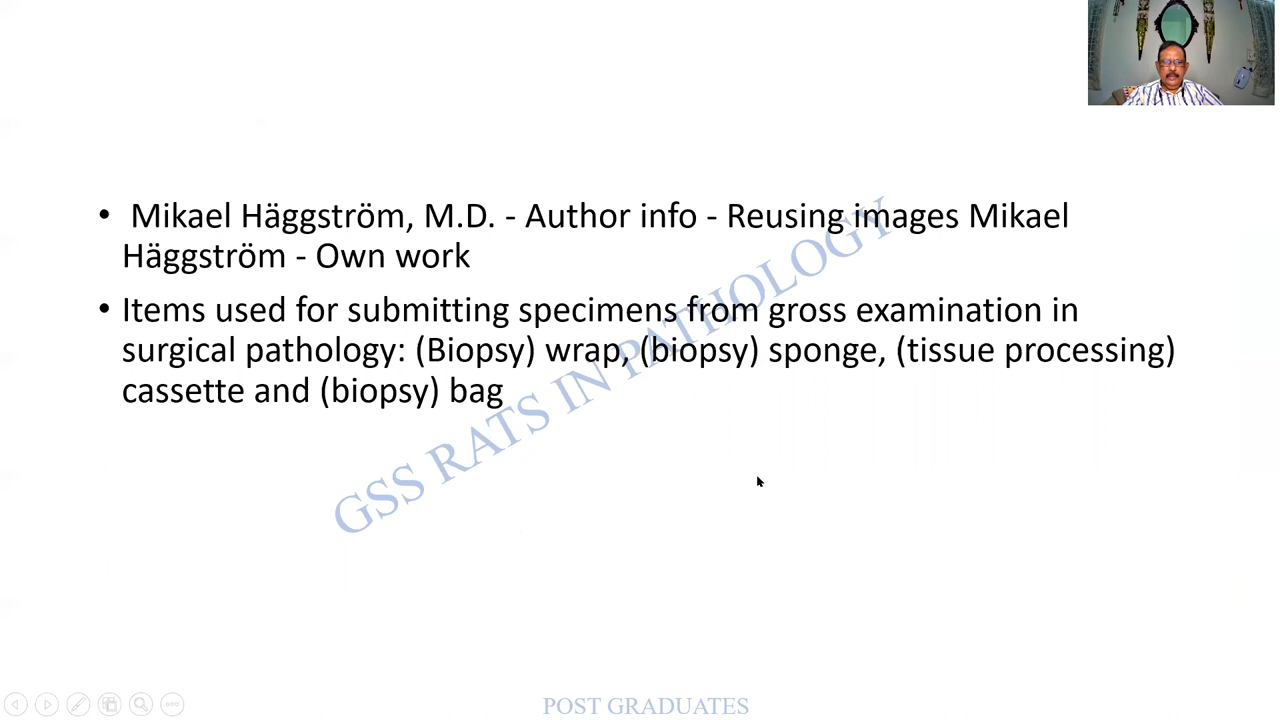 • Mikael Häggström, M.D. - Author info - Reusing images Mikael
Häggström - Own work
• Items used for submitting specimens from gross examination in
surgical pathology: (Biopsy) wrap, (biopsy) sponge, (tissue processing)
cassette and (biopsy) bag
GSS RATS IN PATHOLOGY
POST GRADUATES